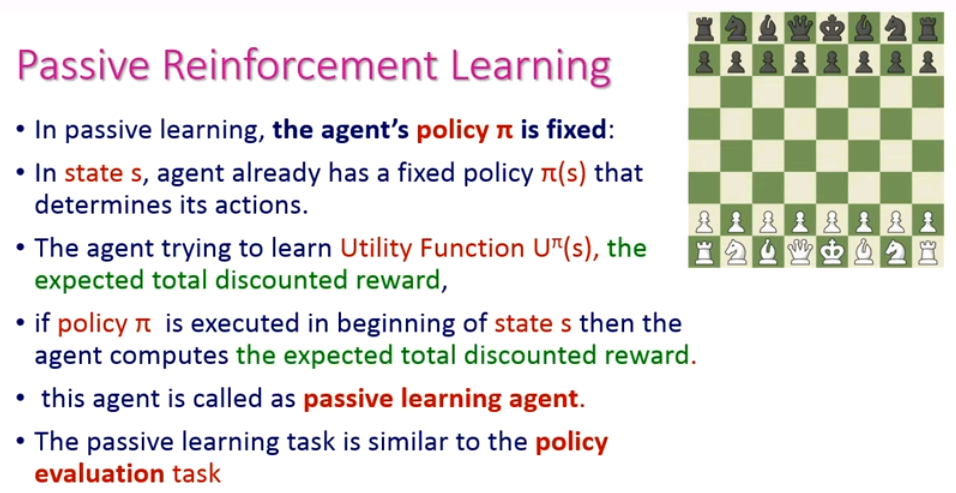 Passive Reinforcement Learning
• In passive learning, the agent's policy π is fixed:
• In state s, agent already has a fixed policy π(s) that
determines its actions.
• The agent trying to learn Utility Function Uπ(s), the
expected total discounted reward,
• if policy π is executed in beginning of state s then the
agent computes the expected total discounted reward.
• this agent is called as passive learning agent.
• The passive learning task is similar to the policy
evaluation task